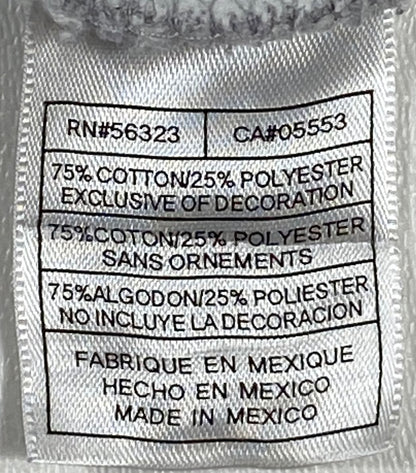 RN#56323 CA#05553
75%COTTON/25% POLYESTER
EXCLUSIVE OF DECORATION
75%COTON/25% POLYESTER
SANS ORNEMENTS
75%ALGODON/25% POLIESTER
NO INCLUYE LA DECORACION
FABRIQUE EN MEXIQUE
HECHO EN MEXICO
MADE IN MEXICO